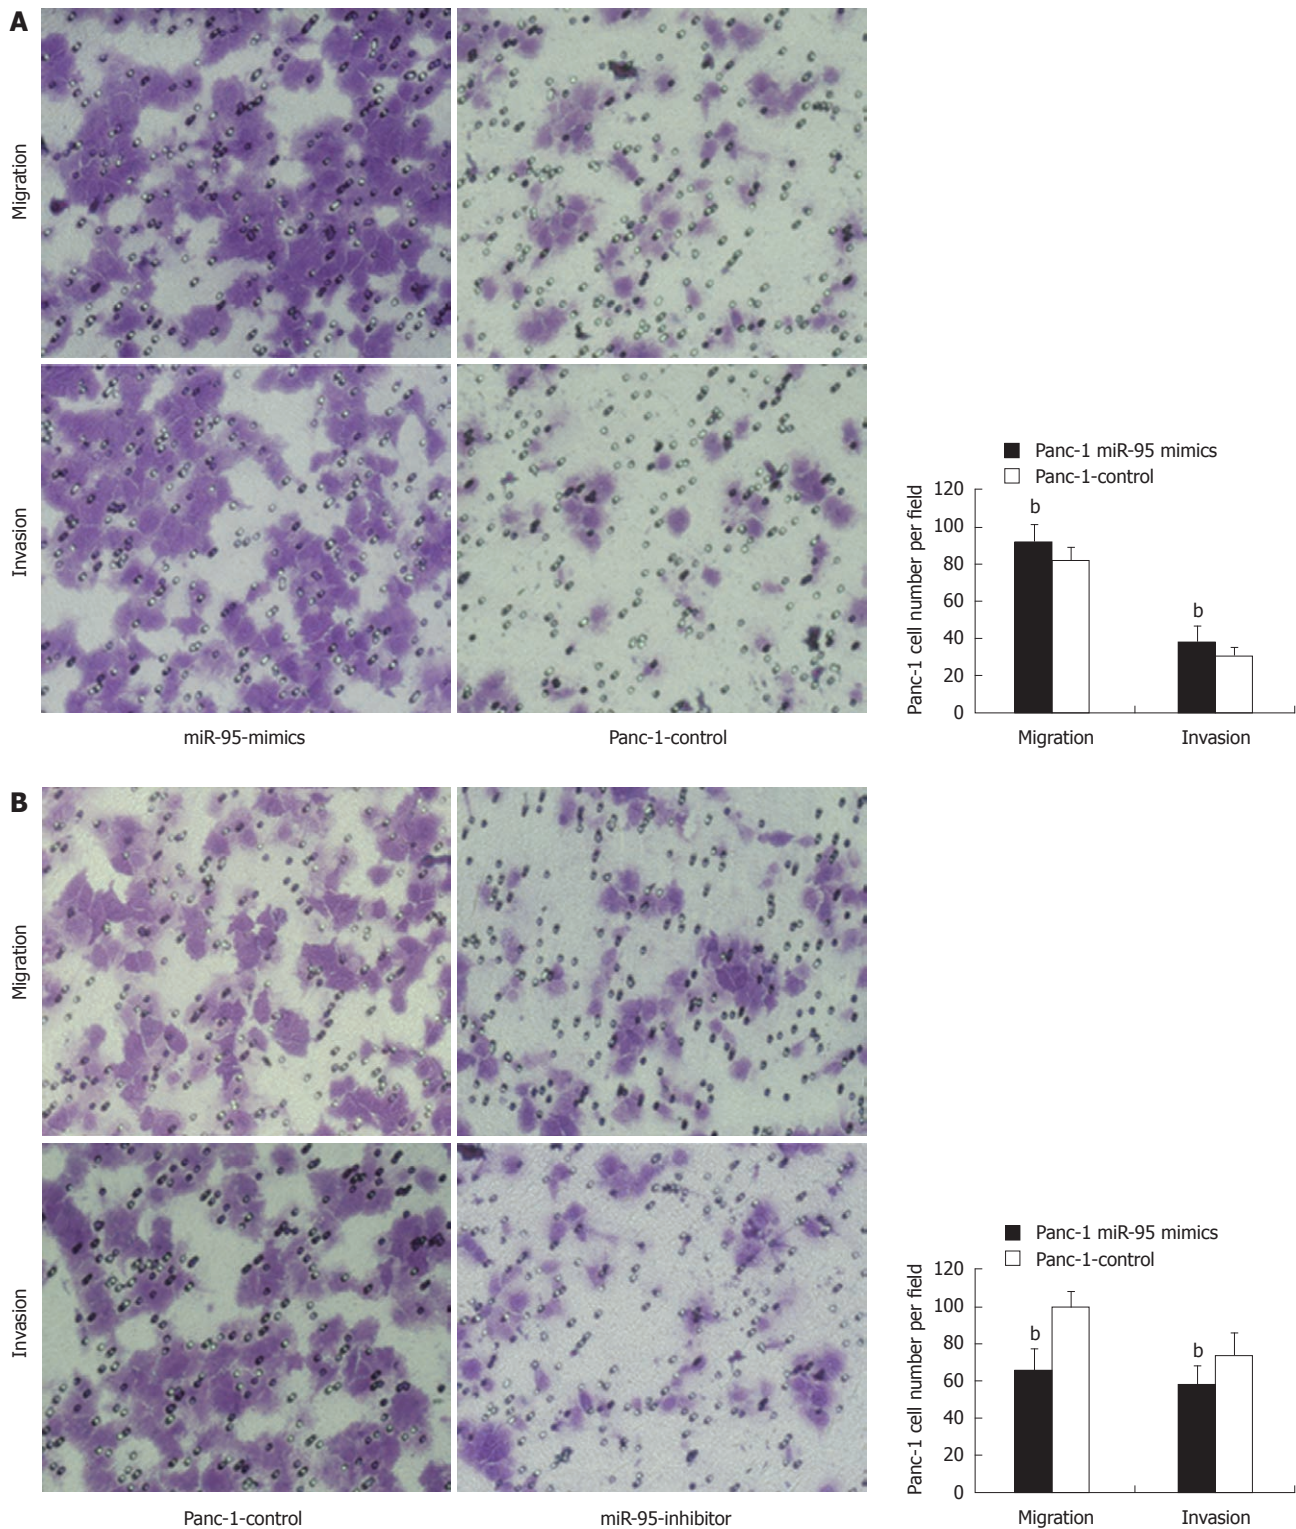 A
Migration
Invasion
miR-95-mimics
Panc-1-control
Panc-1 miR-95 mimics
Panc-1-control
Panc-1 cell number per field
120
100
80
60
40
20
0
b
b
Migration
Invasion
B
Migration
Invasion
Panc-1-control
miR-95-inhibitor
Panc-1 miR-95 mimics
Panc-1-control
Panc-1 cell number per field
120
100
80
60
40
20
0
b
b
Migration
Invasion